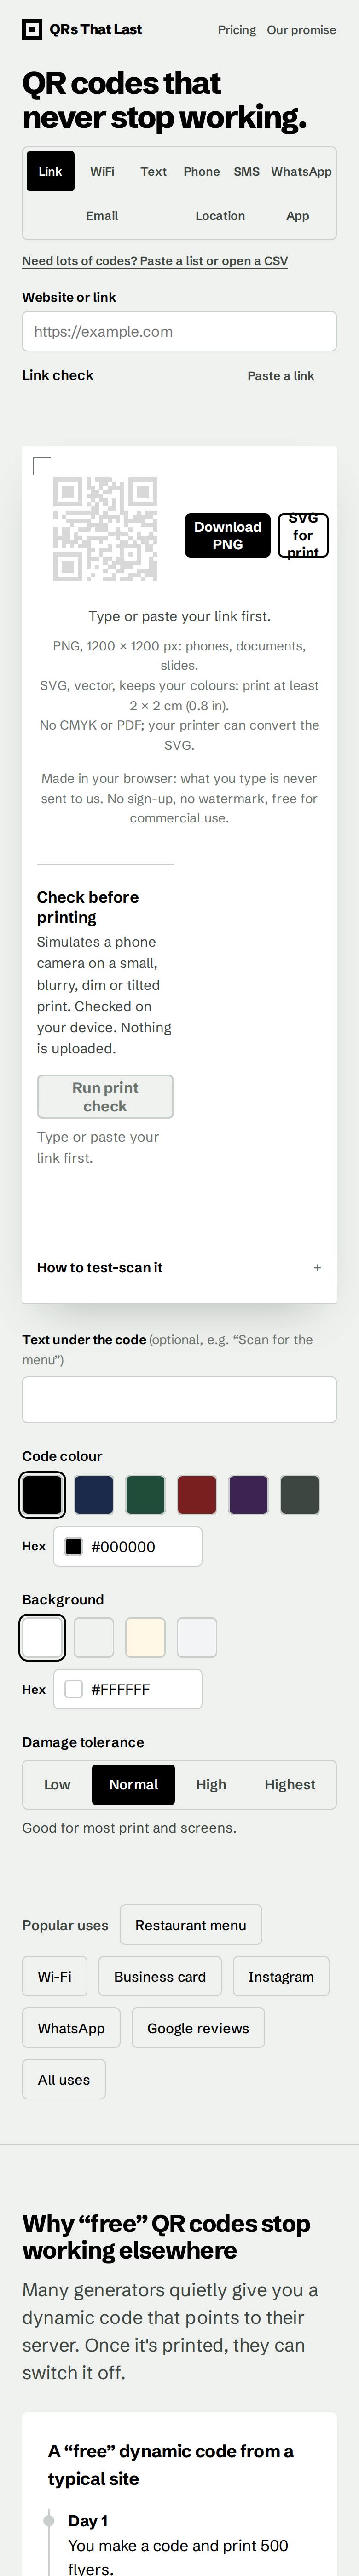 QRs That Last
Pricing Our promise
QR codes that
never stop working.
Link WiFi Text Phone SMS WhatsApp
Email Location App
Need lots of codes? Paste a list or open a CSV
Website or link
https://example.com
Link check Paste a link
Download
PNG
SVG
for
print
Type or paste your link first.
PNG, 1200 × 1200 px: phones, documents,
slides.
SVG, vector, keeps your colours: print at least
2 × 2 cm (0.8 in).
No CMYK or PDF; your printer can convert the
SVG.
Made in your browser: what you type is never
sent to us. No sign-up, no watermark, free for
commercial use.
Check before
printing
Simulates a phone
camera on a small,
blurry, dim or tilted
print. Checked on
your device. Nothing
is uploaded.
Run print
check
Type or paste your
link first.
How to test-scan it +
Text under the code (optional, e.g. “Scan for the
menu”)
Code colour
Hex #000000
Background
Hex #FFFFFF
Damage tolerance
Low Normal High Highest
Good for most print and screens.
Popular uses Restaurant menu
Wi-Fi Business card Instagram
WhatsApp Google reviews
All uses
Why “free” QR codes stop
working elsewhere
Many generators quietly give you a
dynamic code that points to their
server. Once it's printed, they can
switch it off.
A “free” dynamic code from a
typical site
Day 1
You make a code and print 500
flyers.